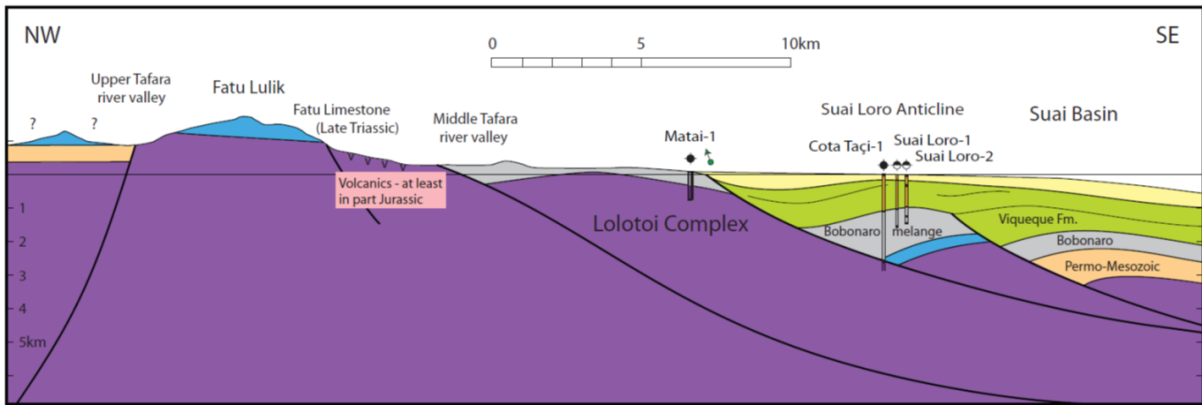 NW
SE
0 5 10km
Upper Tafara
river valley
Fatu Lulik
? ?
Fatu Limestone
(Late Triassic)
Middle Tafara
river valley
Suai Loro Anticline
Suai Basin
Matai-1
Cota Taçi-1
Suai Loro-1
Suai Loro-2
Volcanics - at least
in part Jurassic
Lolotoi Complex
Viqueque Fm.
Bobonaro melange
Bobonaro
Permo-Mesozoic
1
2
3
4
5km